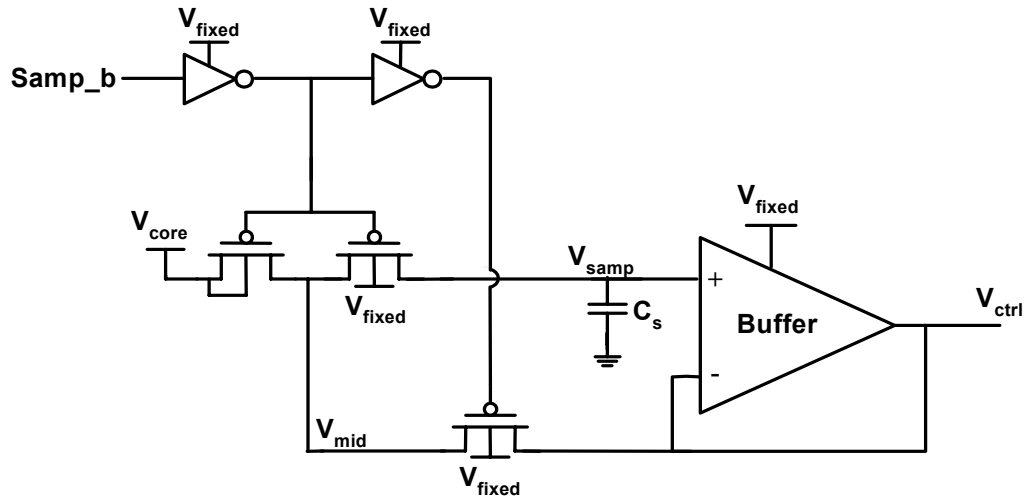 V_fixed
V_fixed
Samp_b
V_core
V_fixed
V_samp
C_s
V_fixed
+
Buffer
-
V_ctrl
V_mid
V_fixed